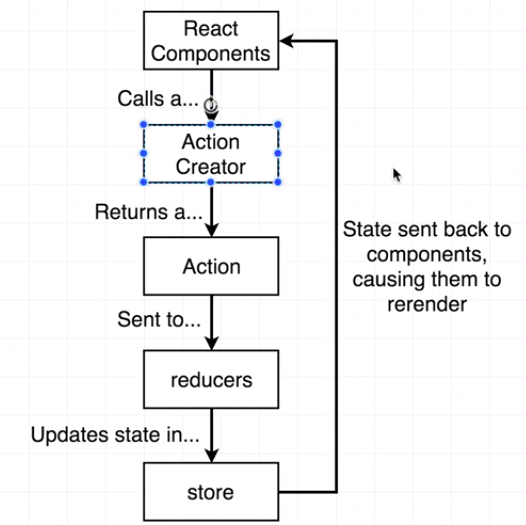 React
Components
Calls a...
Action
Creator
Returns a...
Action
Sent to...
reducers
Updates state in...
store
State sent back to
components,
causing them to
rerender